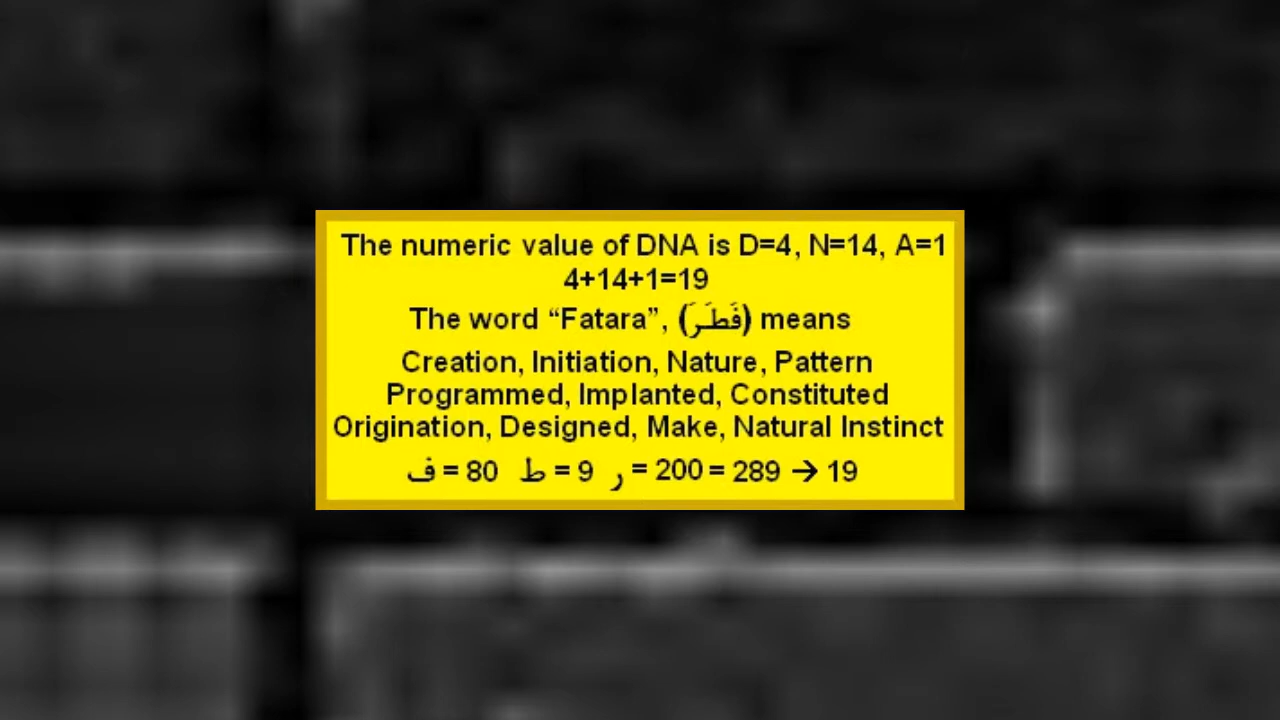 The numeric value of DNA is D=4, N=14, A=1
4+14+1=19
The word “Fatara”, (فَطَرَ) means
Creation, Initiation, Nature, Pattern
Programmed, Implanted, Constituted
Origination, Designed, Make, Natural Instinct
ف = 80 ط = 9 ر = 200 = 289 → 19